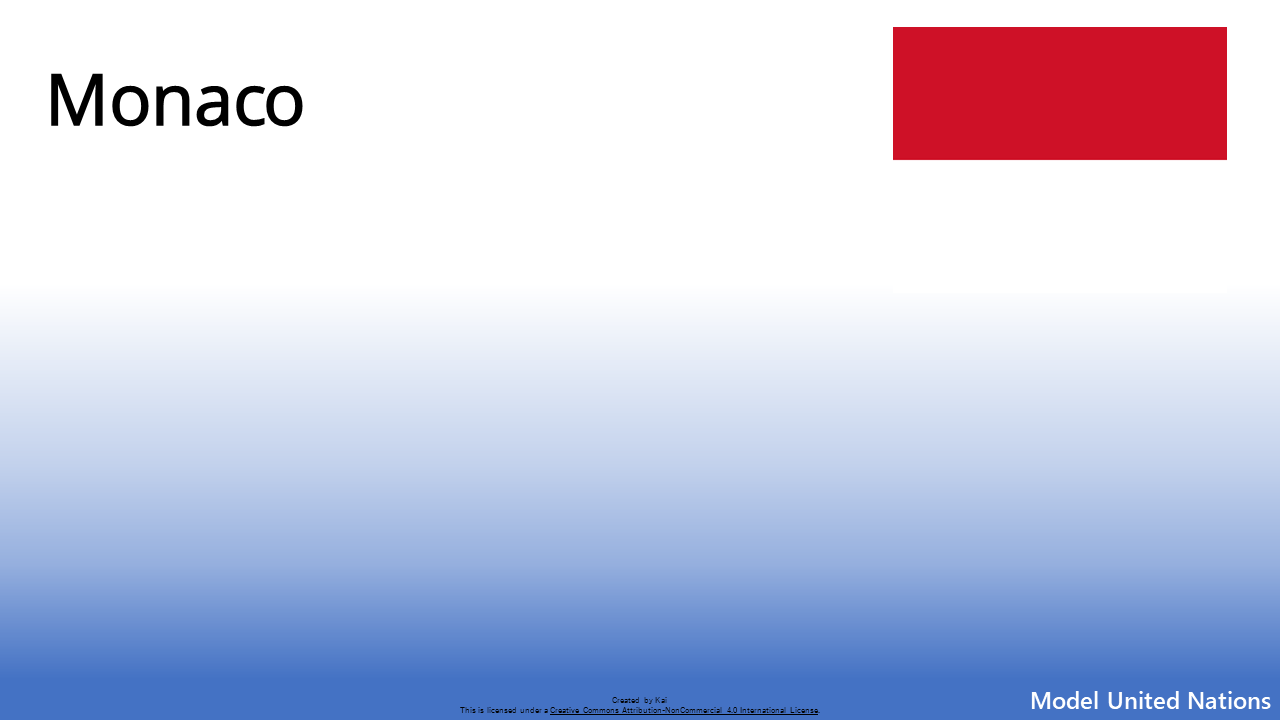 Monaco
Created by Kai
This is licensed under a Creative Commons Attribution-NonCommercial 4.0 International License.
Model United Nations